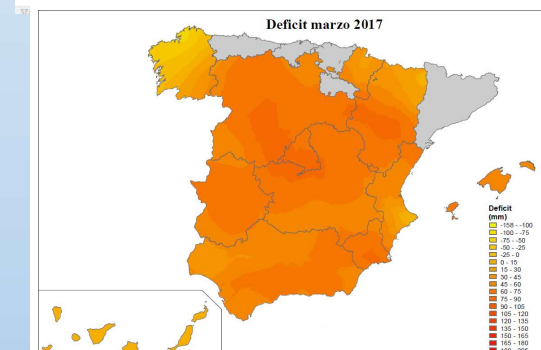 Deficit marzo 2017
Deficit
(mm)
-158 - -100
-100 - -75
-75 - -50
-50 - -25
-25 - 0
0 - 15
15 - 30
30 - 45
45 - 60
60 - 75
75 - 90
90 - 105
105 - 120
120 - 135
135 - 150
150 - 165
165 - 180